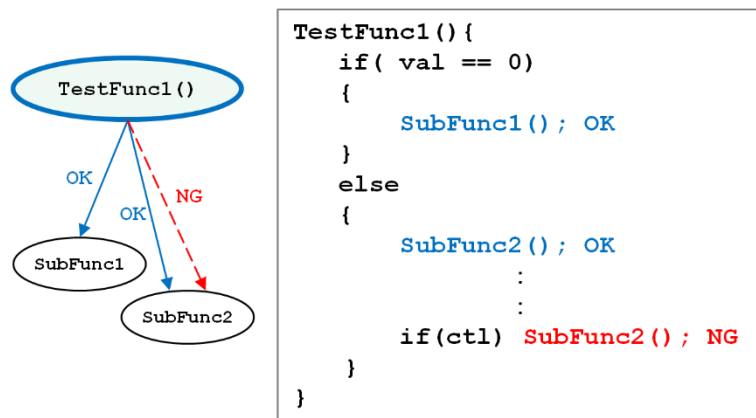 TestFunc1()
OK
OK
NG
SubFunc1
SubFunc2
TestFunc1(){
if( val == 0)
{
SubFunc1(); OK
}
else
{
SubFunc2(); OK
:
:
if(ctl) SubFunc2(); NG
}
}